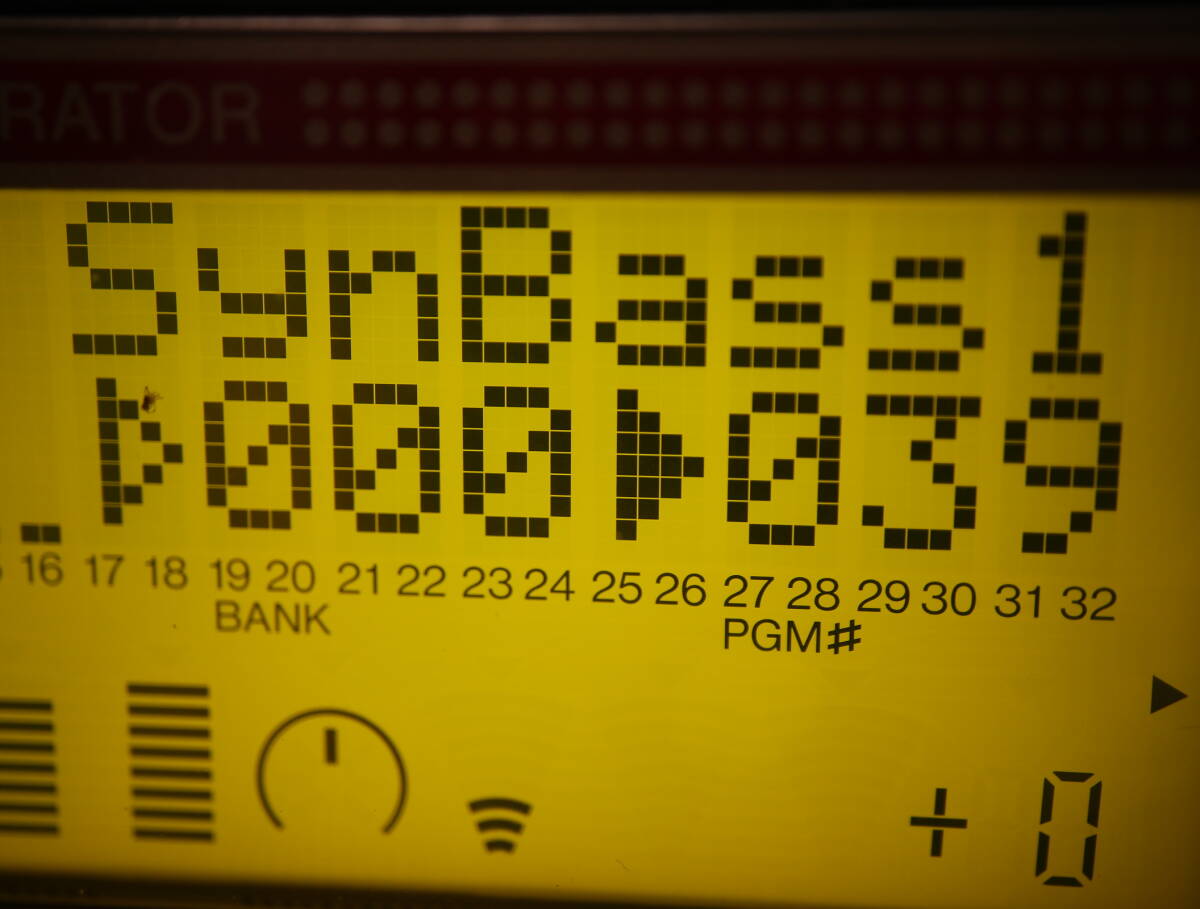 RATOR
SynBass1
▷000▶039
16 17 18 19 20 21 22 23 24 25 26 27 28 29 30 31 32
BANK PGM#
+0